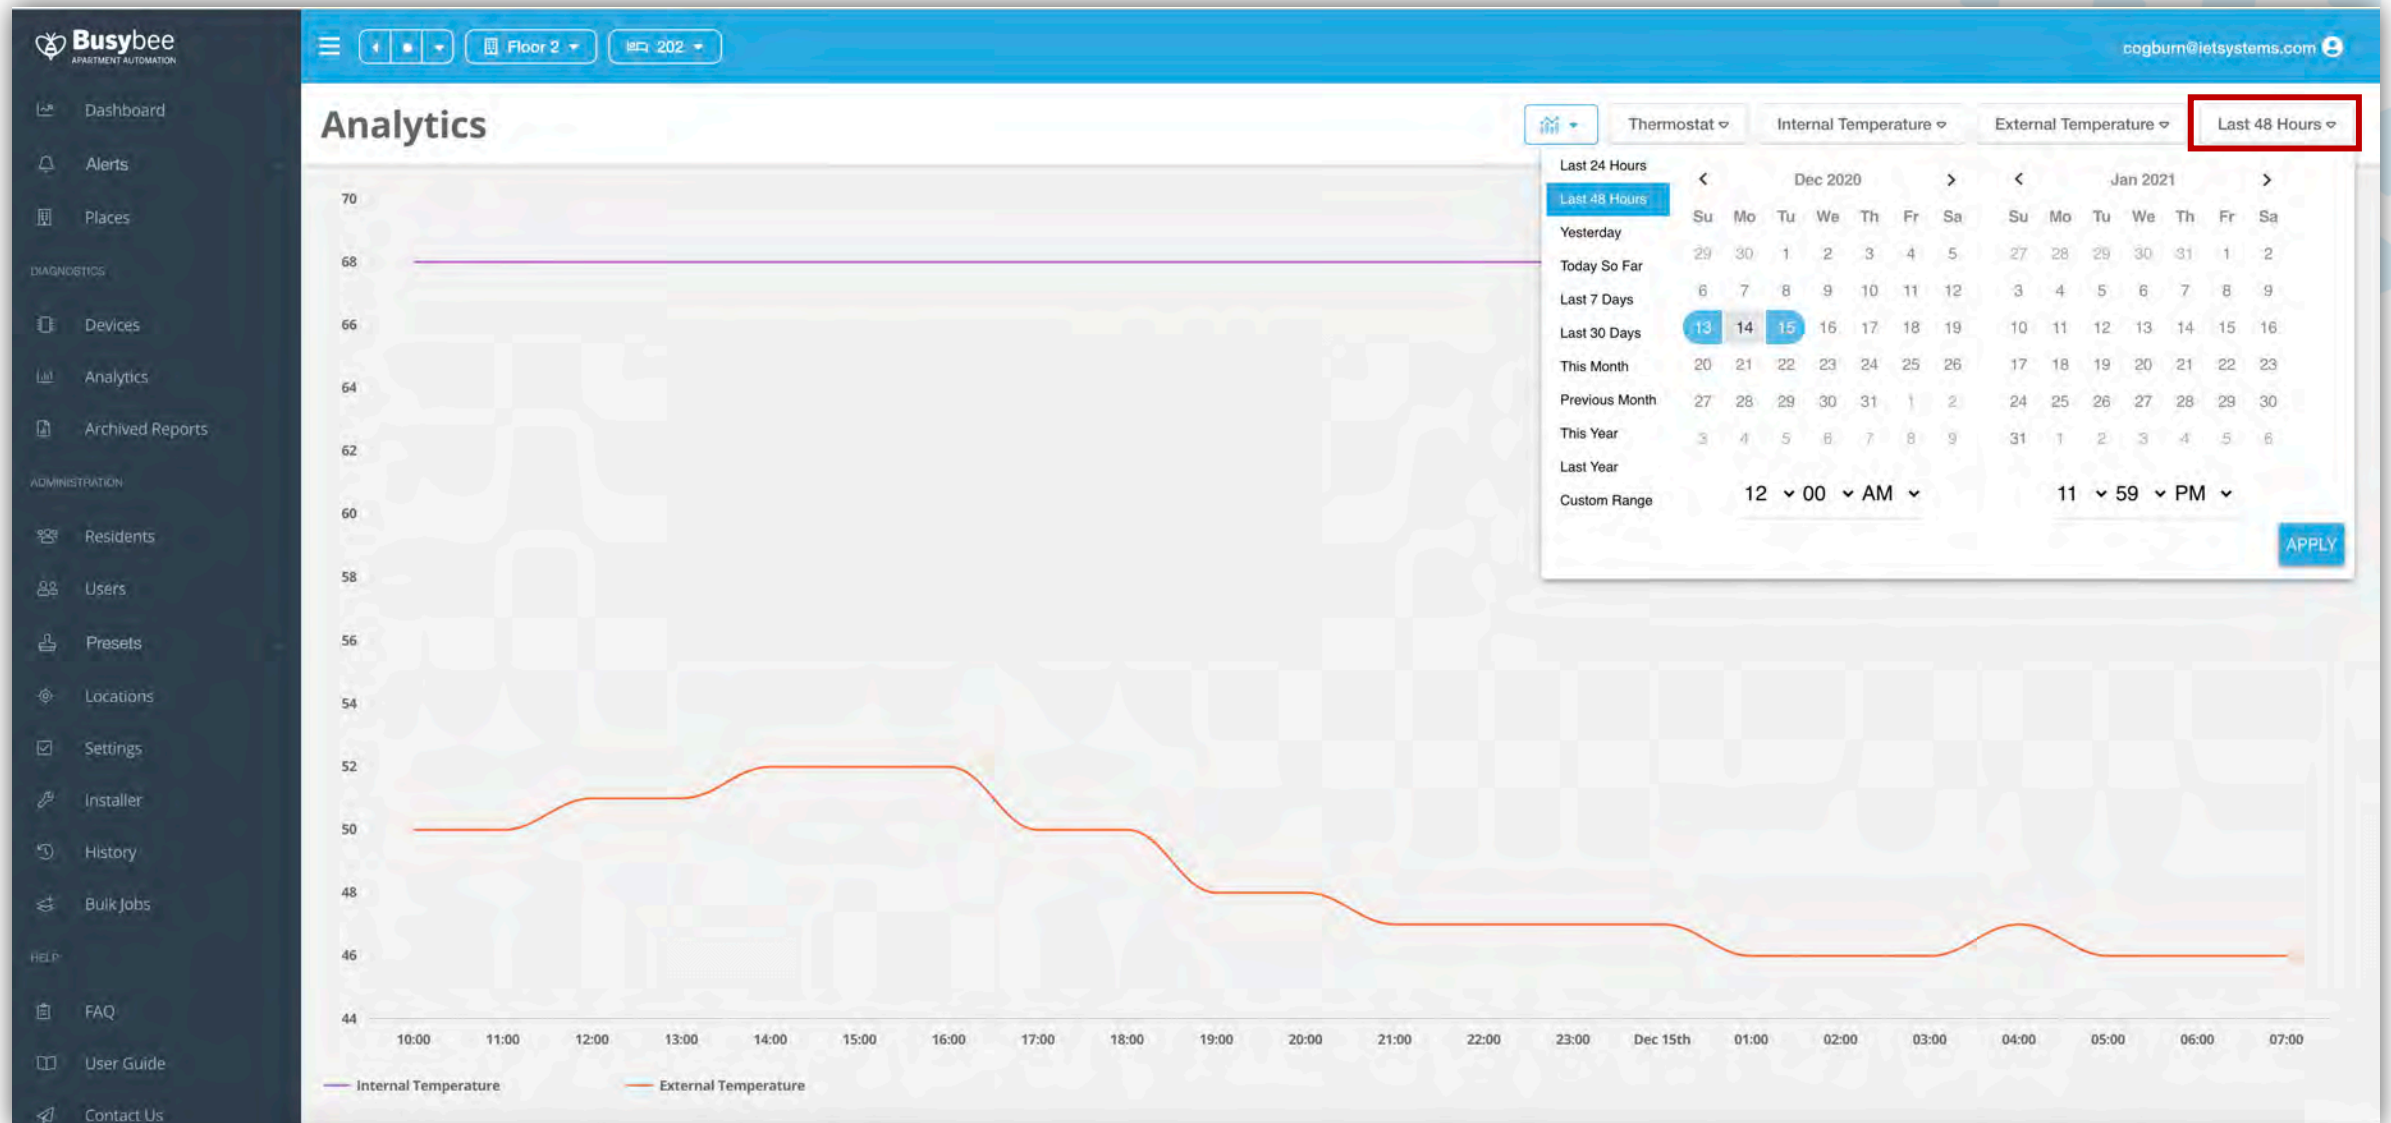 Busybee
APARTMENT AUTOMATION
Floor 2
202
cogburn@ietsystems.com
Dashboard
Alerts
Places
DIAGNOSTICS
Devices
Analytics
Archived Reports
ADMINISTRATION
Residents
Users
Presets
Locations
Settings
Installer
History
Bulk Jobs
HELP
FAQ
User Guide
Contact Us
Analytics
Thermostat
Internal Temperature
External Temperature
Last 48 Hours
Last 24 Hours
Last 48 Hours
Yesterday
Today So Far
Last 7 Days
Last 30 Days
This Month
Previous Month
This Year
Last Year
Custom Range
Dec 2020
Su Mo Tu We Th Fr Sa
29 30 1 2 3 4 5
6 7 8 9 10 11 12
13 14 15 16 17 18 19
20 21 22 23 24 25 26
27 28 29 30 31 1 2
3 4 5 6 7 8 9
12 00 AM
Jan 2021
Su Mo Tu We Th Fr Sa
27 28 29 30 31 1 2
3 4 5 6 7 8 9
10 11 12 13 14 15 16
17 18 19 20 21 22 23
24 25 26 27 28 29 30
31 1 2 3 4 5 6
11 59 PM
APPLY
70
68
66
64
62
60
58
56
54
52
50
48
46
44
10:00 11:00 12:00 13:00 14:00 15:00 16:00 17:00 18:00 19:00 20:00 21:00 22:00 23:00 Dec 15th 01:00 02:00 03:00 04:00 05:00 06:00 07:00
Internal Temperature
External Temperature